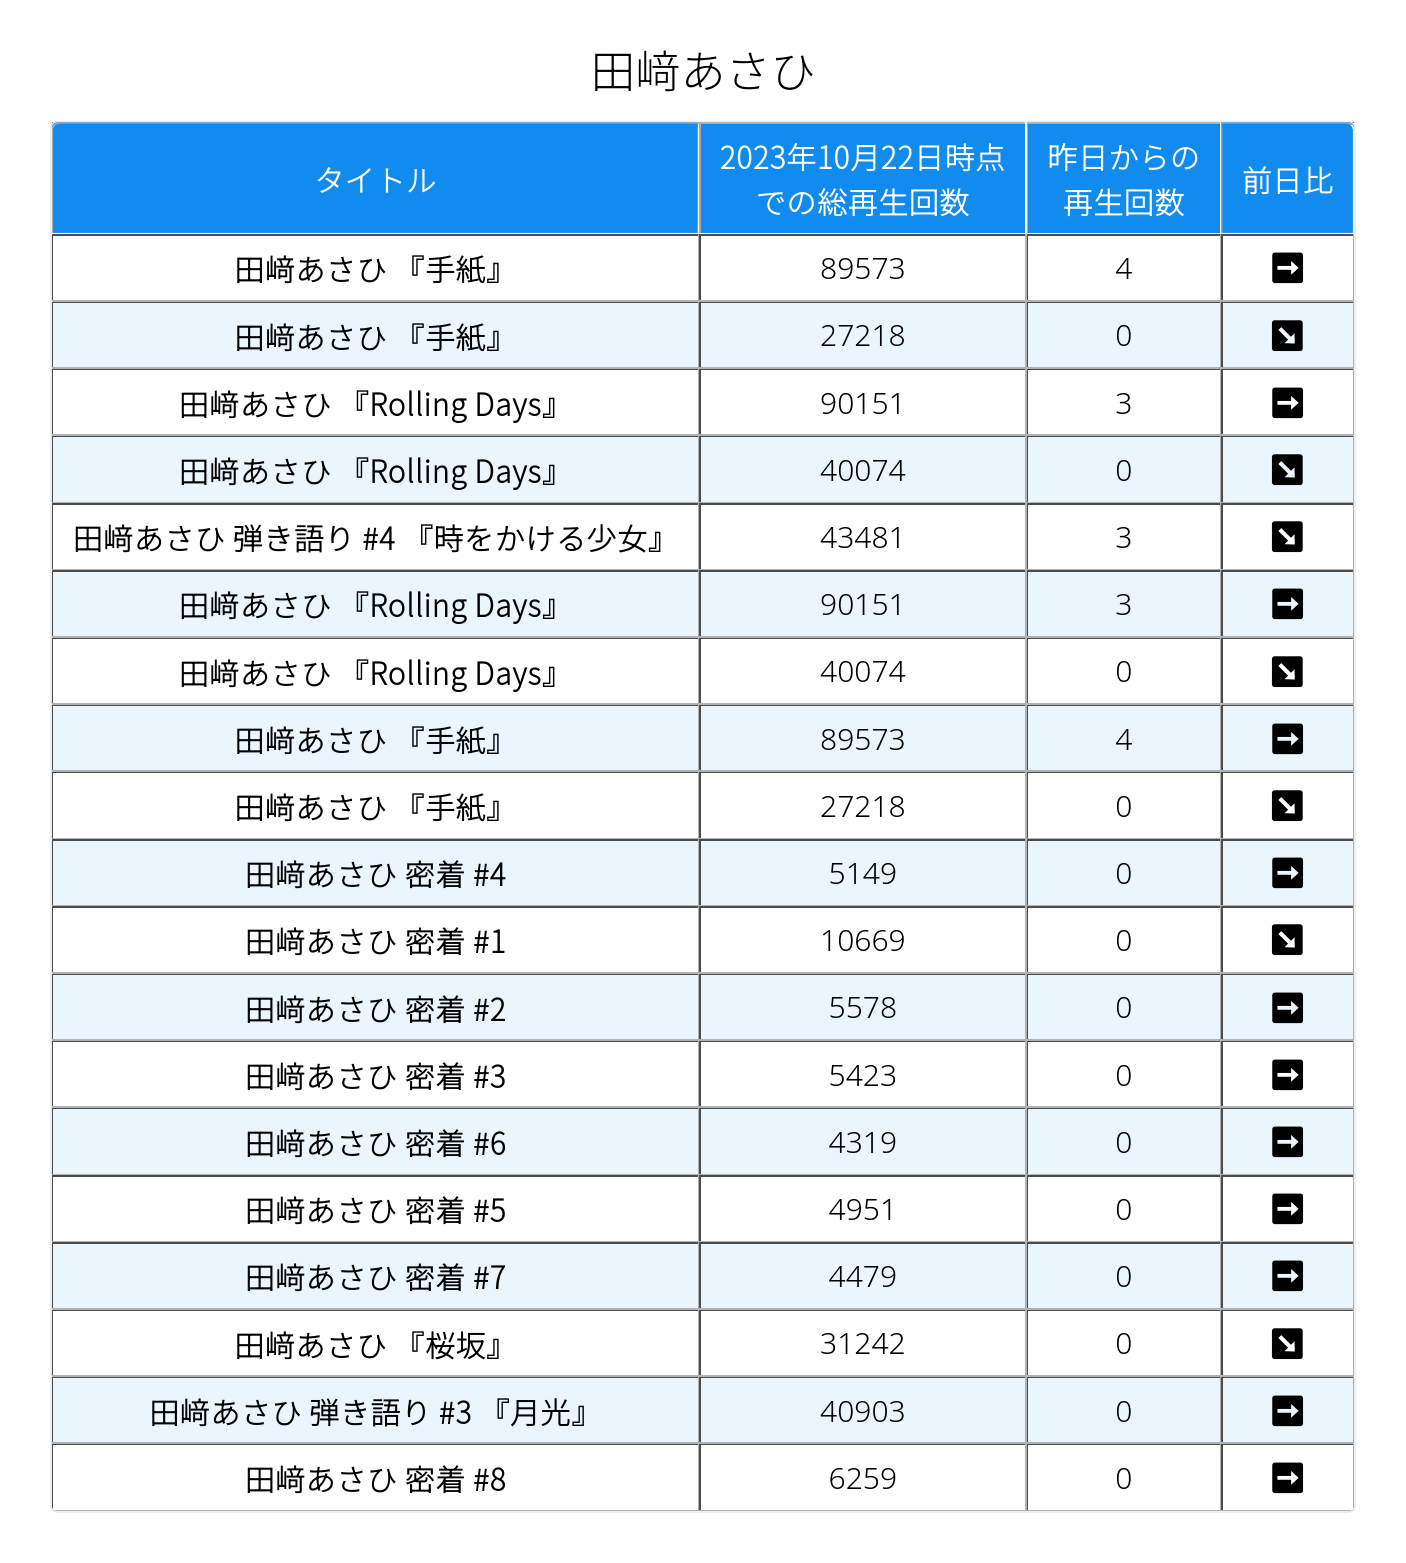 田﨑あさひ
タイトル 2023年10月22日時点での総再生回数 昨日からの再生回数 前日比
田﨑あさひ 『手紙』 89573 4 ➡
田﨑あさひ 『手紙』 27218 0 ↘
田﨑あさひ 『Rolling Days』 90151 3 ➡
田﨑あさひ 『Rolling Days』 40074 0 ↘
田﨑あさひ 弾き語り #4 『時をかける少女』 43481 3 ↘
田﨑あさひ 『Rolling Days』 90151 3 ➡
田﨑あさひ 『Rolling Days』 40074 0 ↘
田﨑あさひ 『手紙』 89573 4 ➡
田﨑あさひ 『手紙』 27218 0 ↘
田﨑あさひ 密着 #4 5149 0 ➡
田﨑あさひ 密着 #1 10669 0 ↘
田﨑あさひ 密着 #2 5578 0 ➡
田﨑あさひ 密着 #3 5423 0 ➡
田﨑あさひ 密着 #6 4319 0 ➡
田﨑あさひ 密着 #5 4951 0 ➡
田﨑あさひ 密着 #7 4479 0 ➡
田﨑あさひ 『桜坂』 31242 0 ↘
田﨑あさひ 弾き語り #3 『月光』 40903 0 ➡
田﨑あさひ 密着 #8 6259 0 ➡